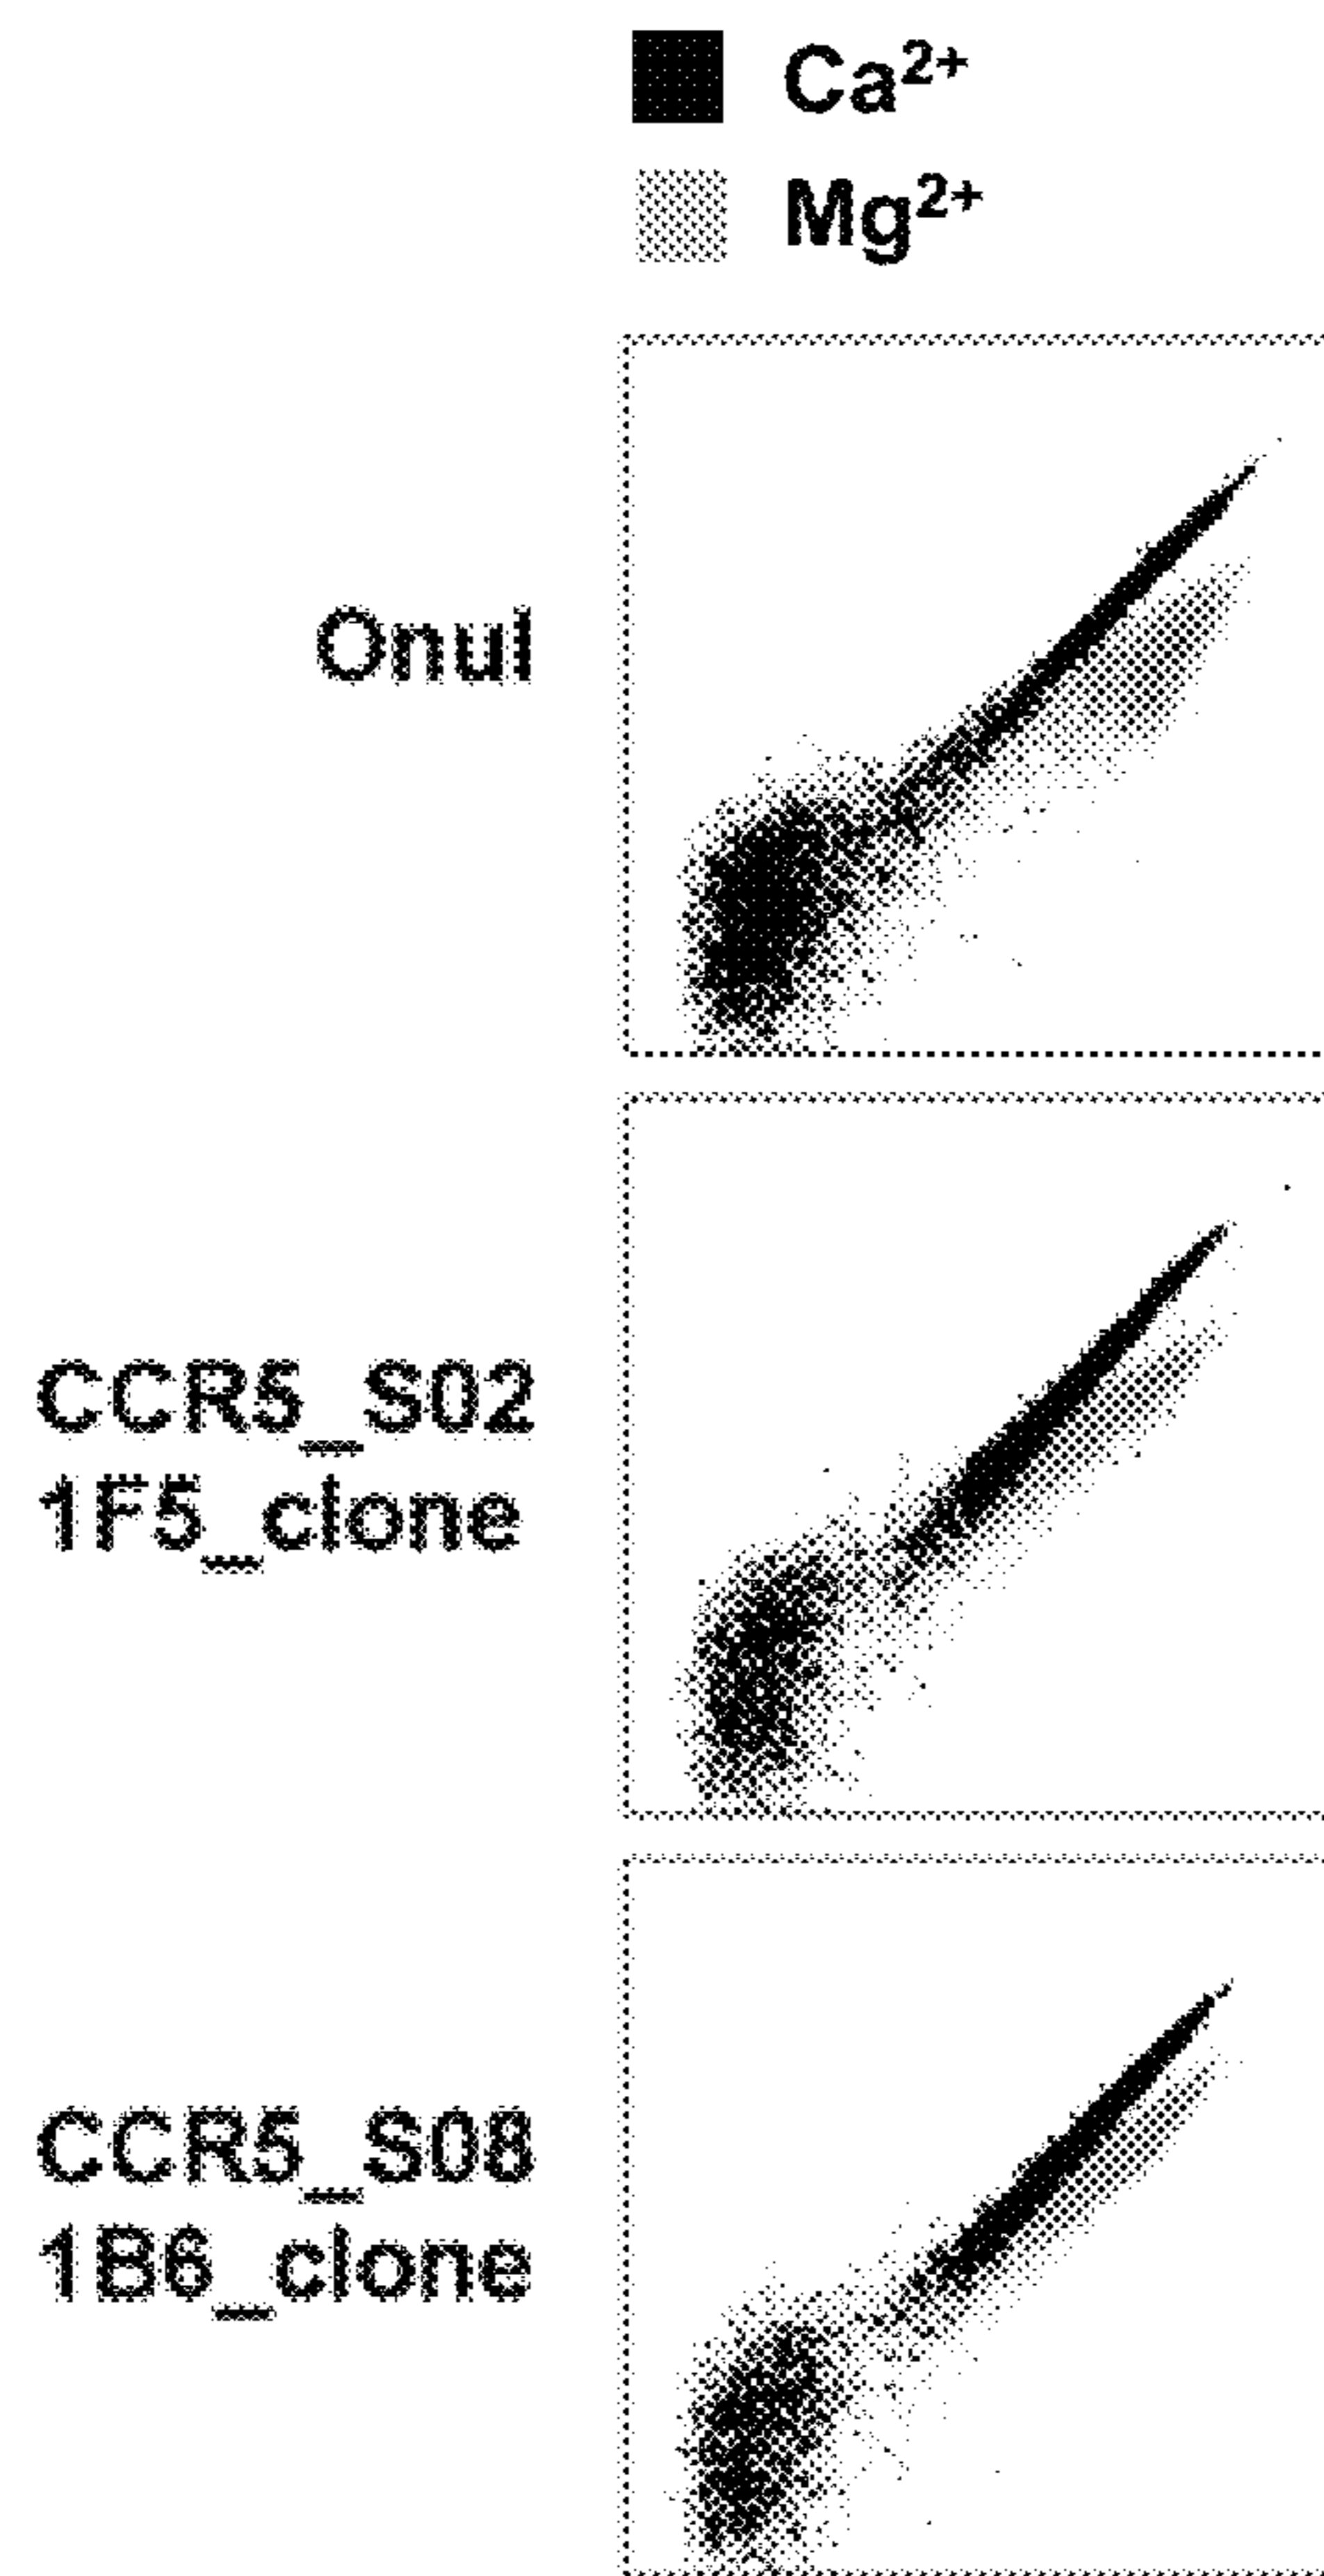 Ca²⁺
Mg²⁺
Onul
CCR5_S02
1F5_clone
CCR5_S08
1B6_clone